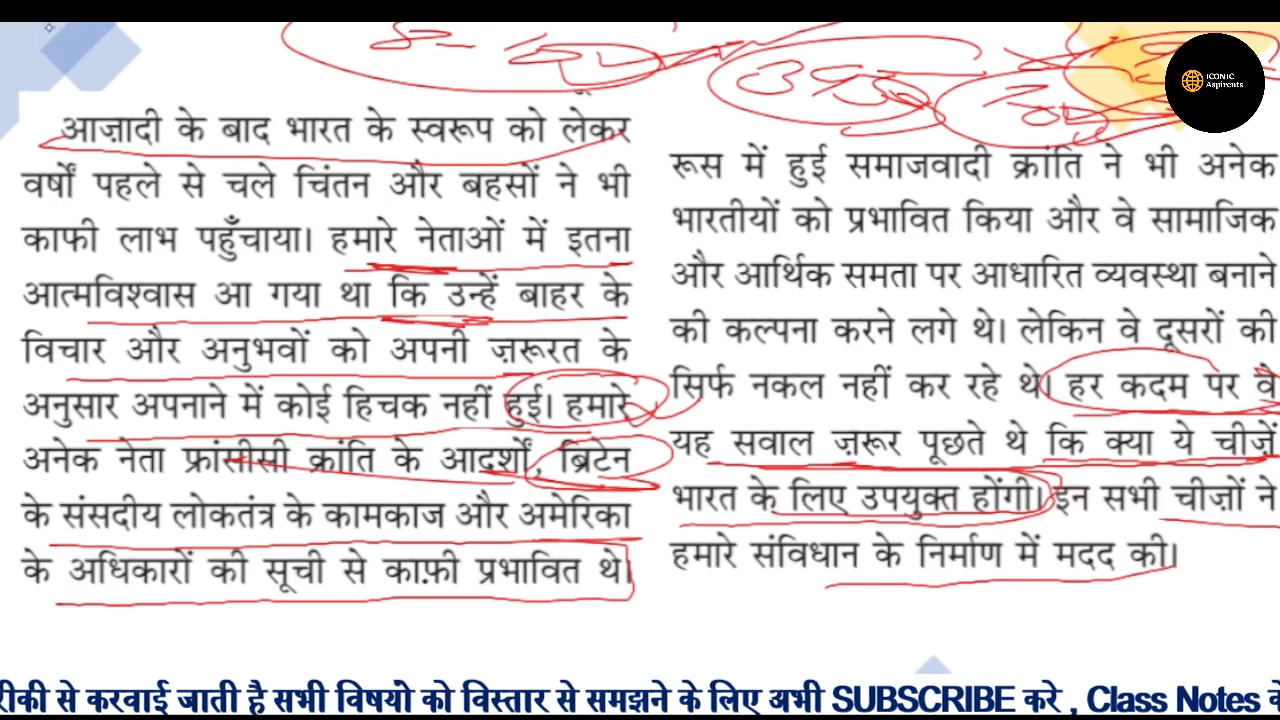 ICONIC
Aspirents
आज़ादी के बाद भारत के स्वरूप को लेकर
वर्षों पहले से चले चिंतन और बहसों ने भी
काफी लाभ पहुँचाया। हमारे नेताओं में इतना
आत्मविश्वास आ गया था कि उन्हें बाहर के
विचार और अनुभवों को अपनी ज़रूरत के
अनुसार अपनाने में कोई हिचक नहीं हुई। हमारे
अनेक नेता फ्रांसीसी क्रांति के आदर्शों, ब्रिटेन
के संसदीय लोकतंत्र के कामकाज और अमेरिका
के अधिकारों की सूची से काफ़ी प्रभावित थे।
रूस में हुई समाजवादी क्रांति ने भी अनेक
भारतीयों को प्रभावित किया और वे सामाजिक
और आर्थिक समता पर आधारित व्यवस्था बनाने
की कल्पना करने लगे थे। लेकिन वे दूसरों की
सिर्फ नकल नहीं कर रहे थे। हर कदम पर वे
यह सवाल ज़रूर पूछते थे कि क्या ये चीज़ें
भारत के लिए उपयुक्त होंगी। इन सभी चीज़ों ने
हमारे संविधान के निर्माण में मदद की।
रीकी से करवाई जाती है सभी विषयो को विस्तार से समझने के लिए अभी SUBSCRIBE करे , Class Notes के